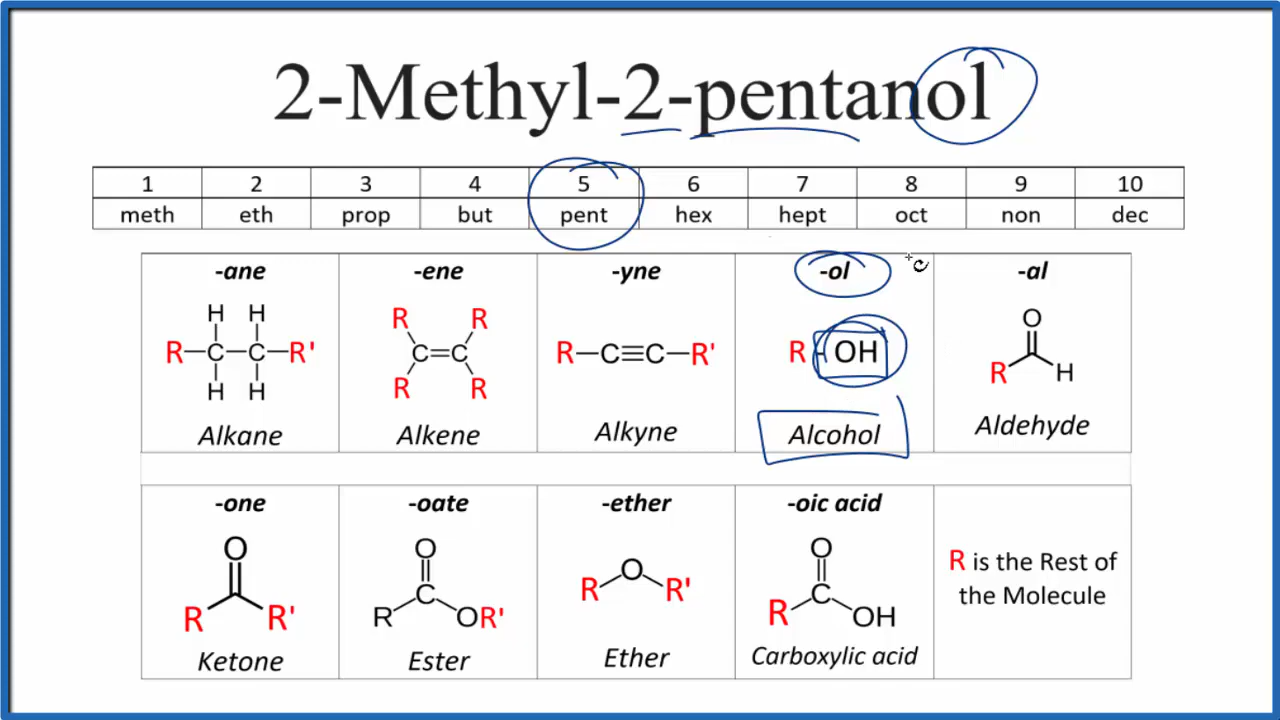 2-Methyl-2-pentanol
1 2 3 4 5 6 7 8 9 10
meth eth prop but pent hex hept oct non dec
-ane -ene -yne -ol -al
H H R R O
R C C R' C C R C C R' R OH
H H R R R H
Alkane Alkene Alkyne Alcohol Aldehyde
-one -oate -ether -oic acid
O O O O R is the Rest of
R R' R C OR' R R' R C OH the Molecule
Ketone Ester Ether Carboxylic acid